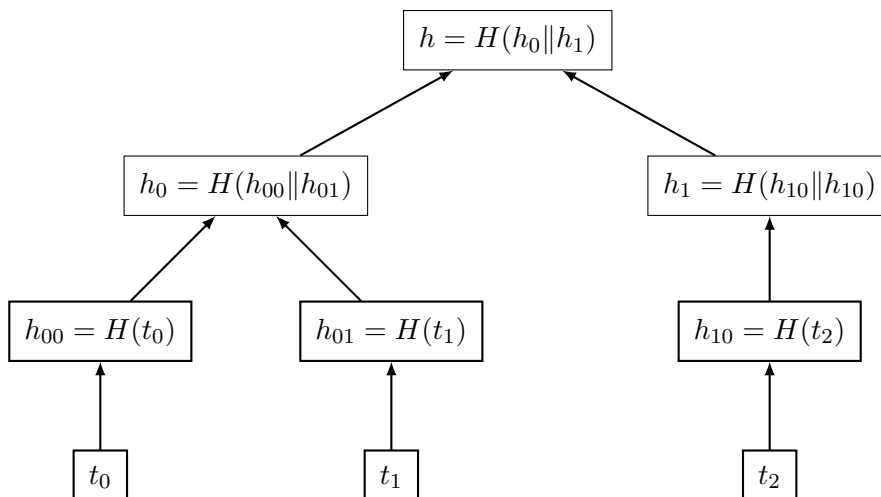 h = H(h₀‖h₁)
h₀ = H(h₀₀‖h₀₁)
h₁ = H(h₁₀‖h₁₀)
h₀₀ = H(t₀)
h₀₁ = H(t₁)
h₁₀ = H(t₂)
t₀
t₁
t₂